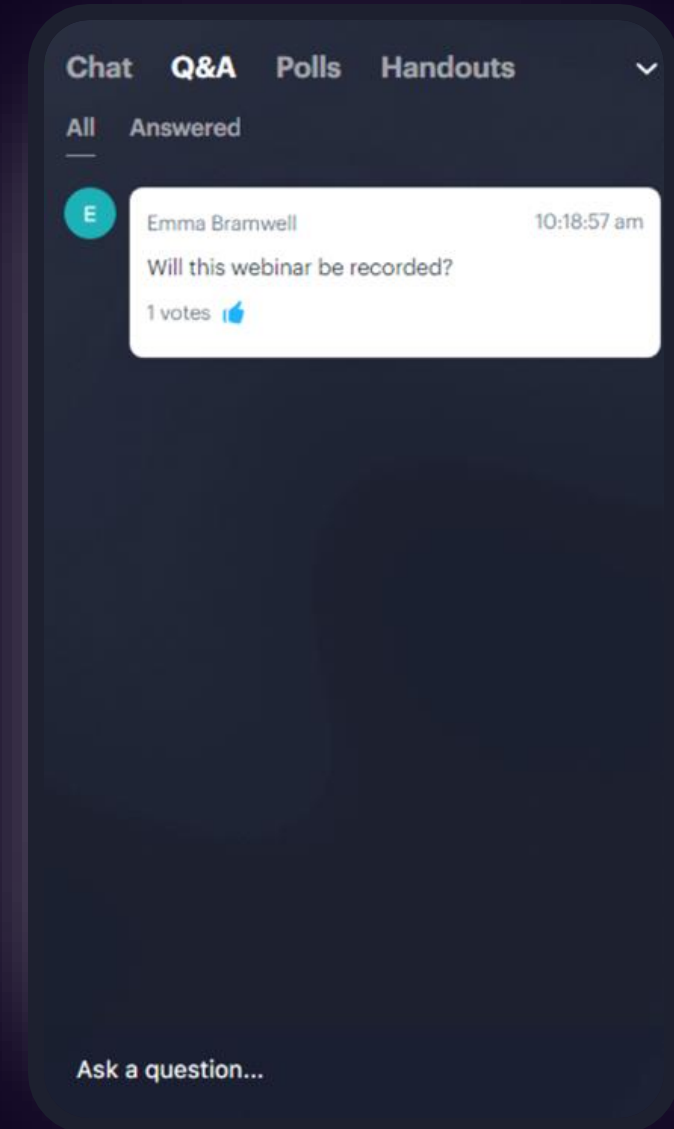 Chat Q&A Polls Handouts
All Answered
E
Emma Bramwell 10:18:57 am
Will this webinar be recorded?
1 votes
Ask a question...